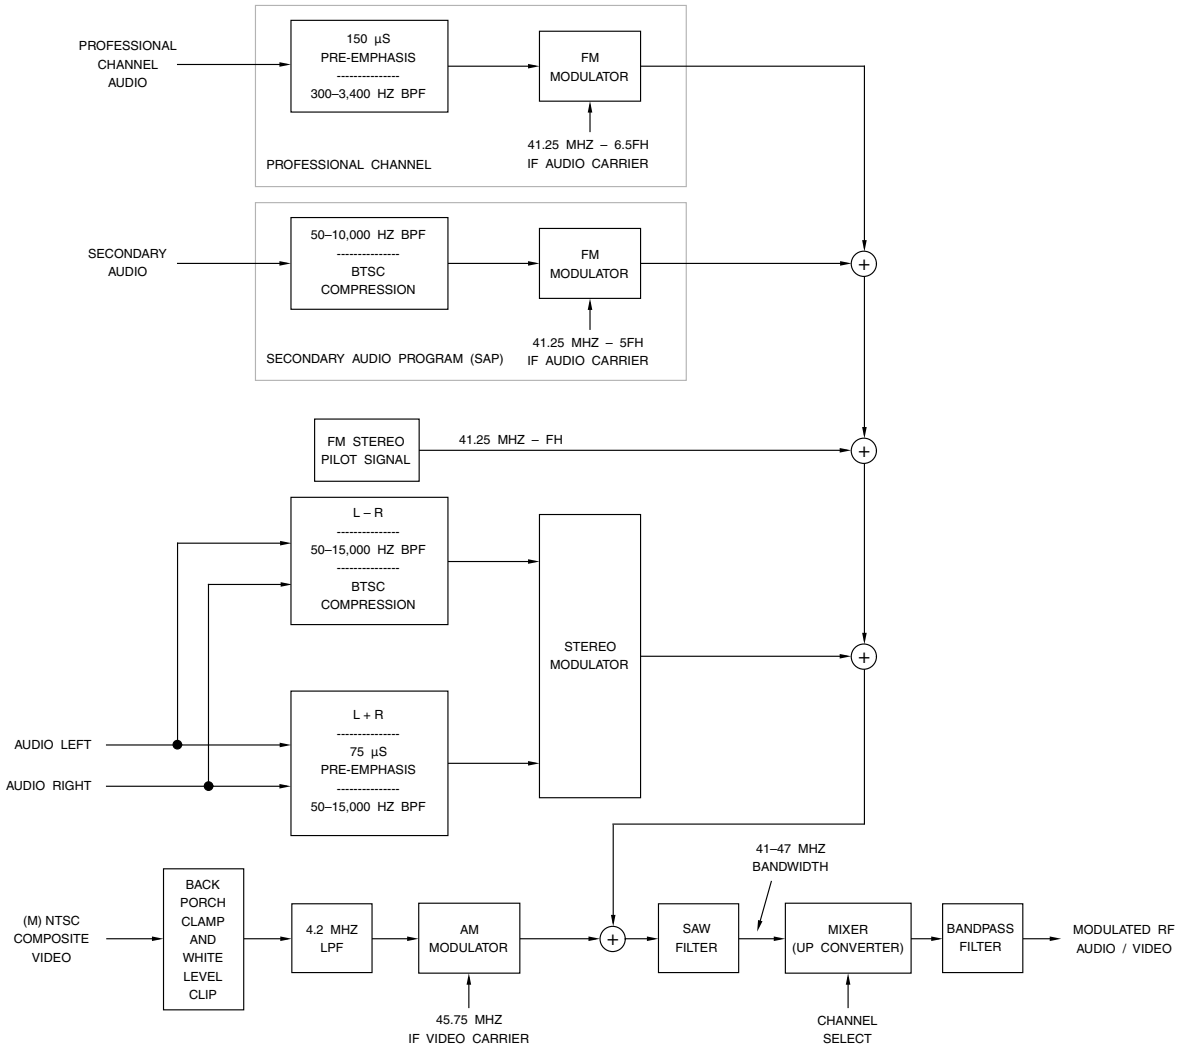 PROFESSIONAL
CHANNEL
AUDIO
150 µS
PRE-EMPHASIS
---------------
300–3,400 HZ BPF
FM
MODULATOR
41.25 MHZ – 6.5FH
IF AUDIO CARRIER
PROFESSIONAL CHANNEL
SECONDARY
AUDIO
50–10,000 HZ BPF
---------------
BTSC
COMPRESSION
FM
MODULATOR
+
41.25 MHZ – 5FH
IF AUDIO CARRIER
SECONDARY AUDIO PROGRAM (SAP)
FM STEREO
PILOT SIGNAL
41.25 MHZ – FH
+
L – R
---------------
50–15,000 HZ BPF
---------------
BTSC
COMPRESSION
STEREO
MODULATOR
+
AUDIO LEFT
AUDIO RIGHT
L + R
---------------
75 µS
PRE-EMPHASIS
---------------
50–15,000 HZ BPF
(M) NTSC
COMPOSITE
VIDEO
BACK
PORCH
CLAMP
AND
WHITE
LEVEL
CLIP
4.2 MHZ
LPF
AM
MODULATOR
45.75 MHZ
IF VIDEO CARRIER
+
SAW
FILTER
41–47 MHZ
BANDWIDTH
MIXER
(UP CONVERTER)
CHANNEL
SELECT
BANDPASS
FILTER
MODULATED RF
AUDIO / VIDEO